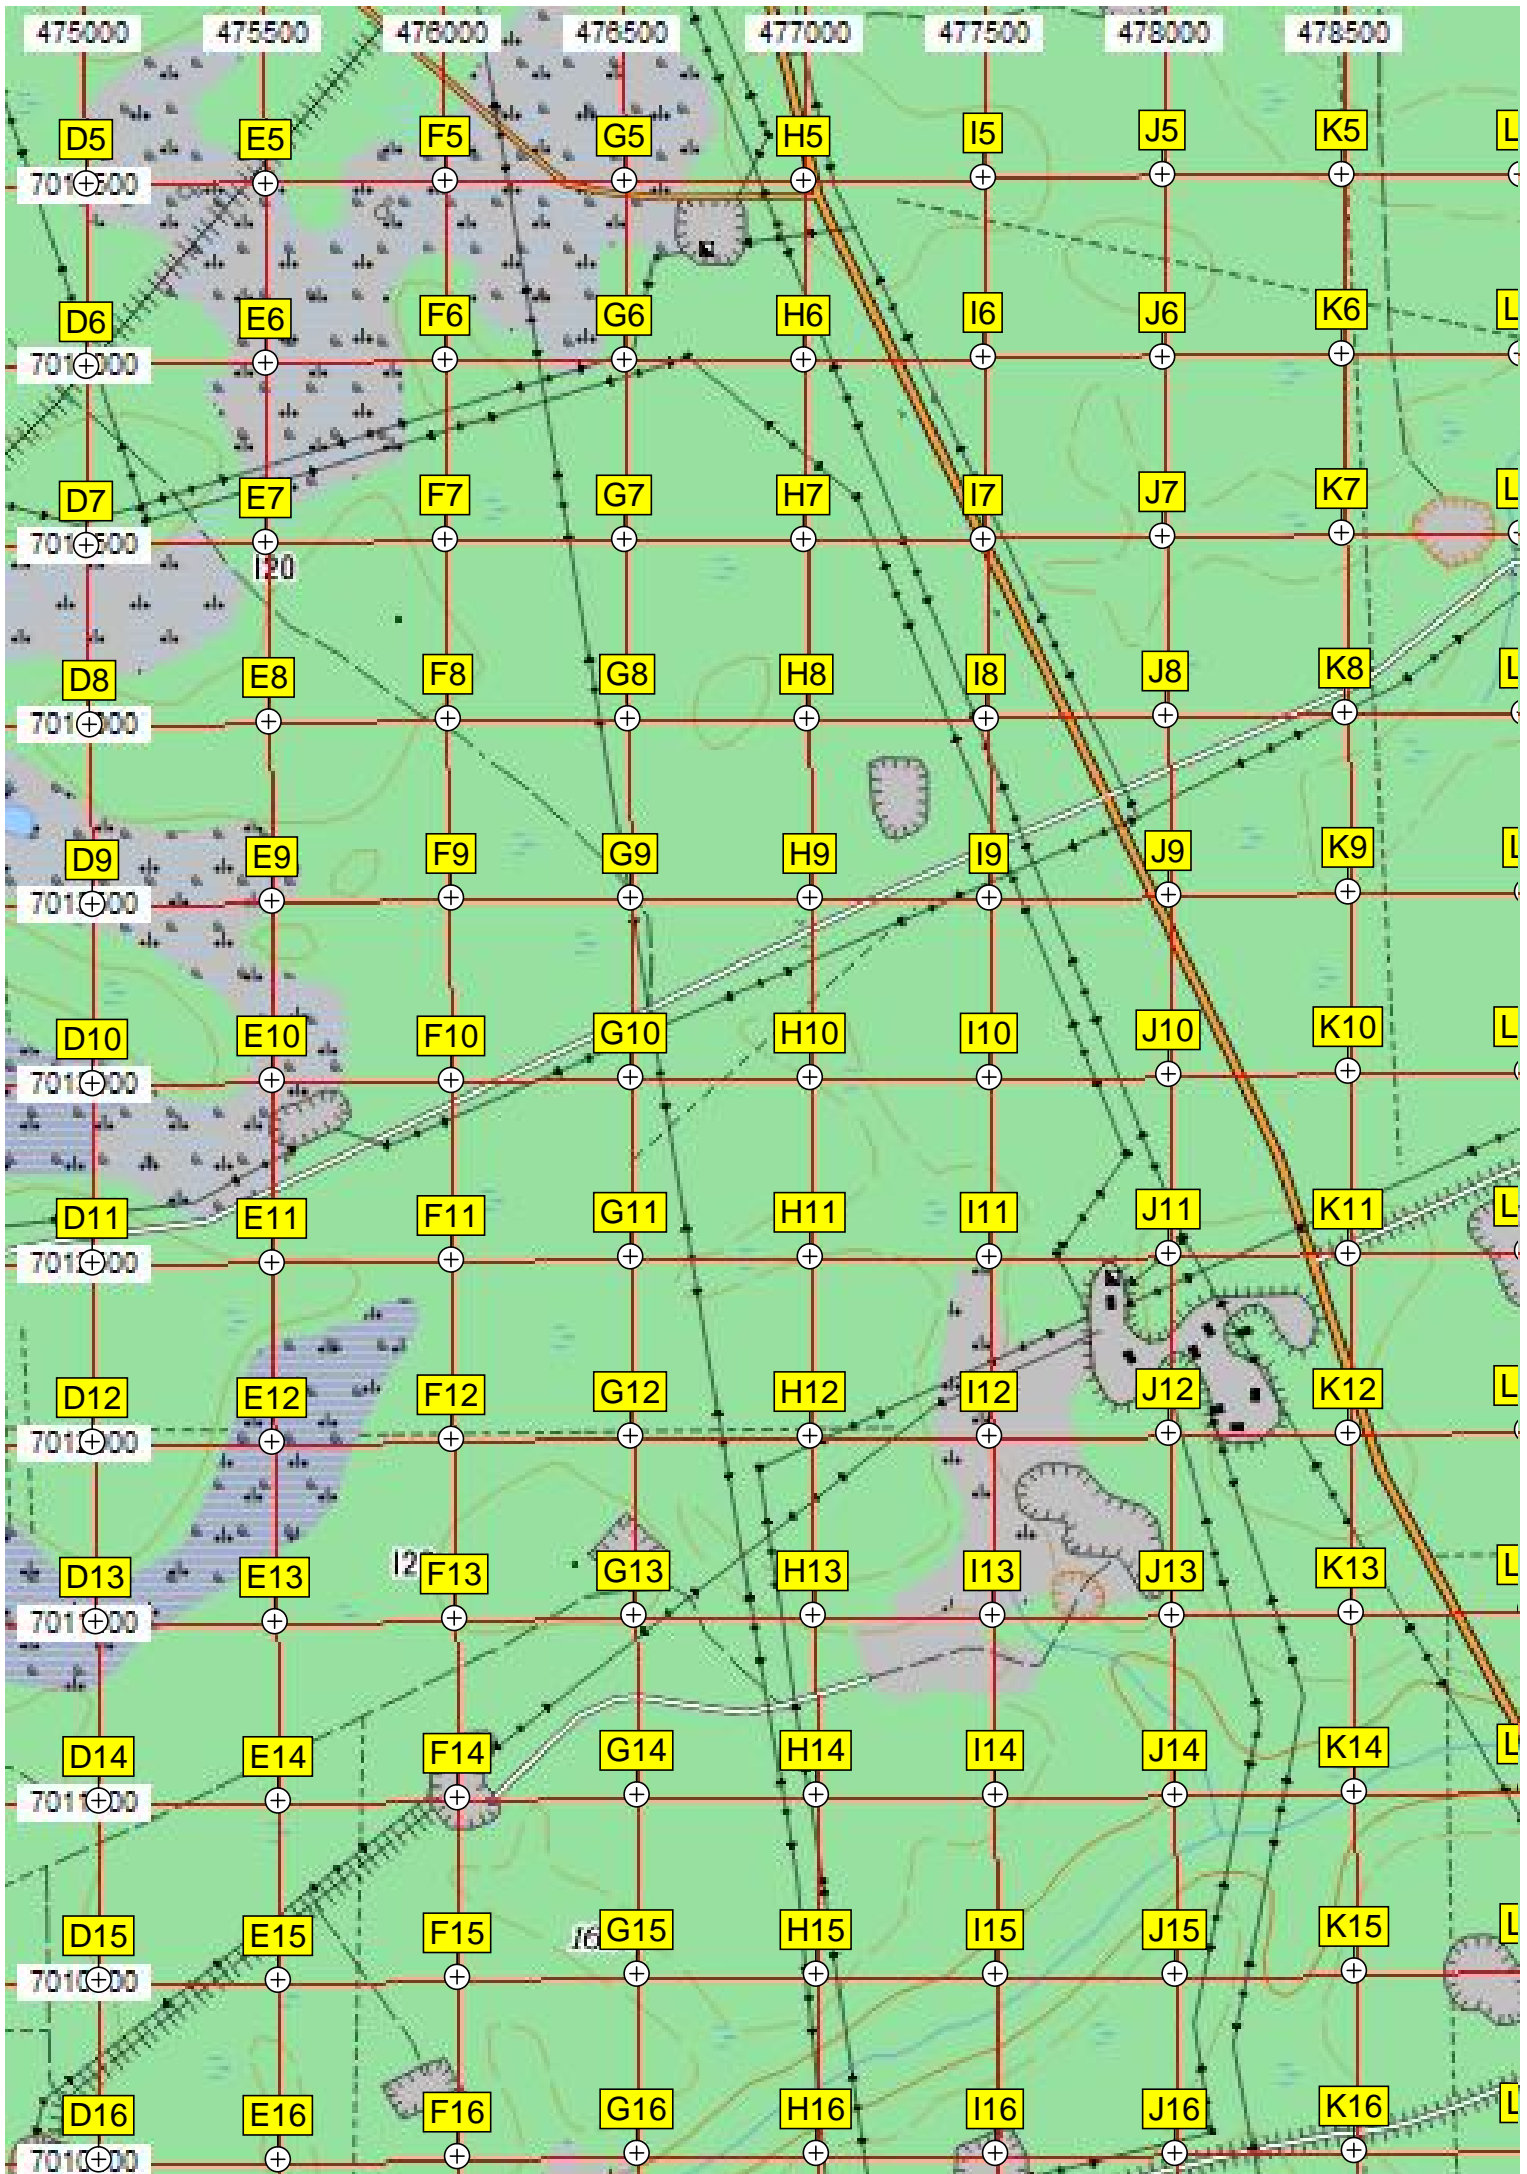 475000 475500 476000 476500 477000 477500 478000 478500
D5 E5 F5 G5 H5 I5 J5 K5 L
D6 E6 F6 G6 H6 I6 J6 K6 L
D7 E7 F7 G7 H7 I7 J7 K7 L
120
D8 E8 F8 G8 H8 I8 J8 K8 L
D9 E9 F9 G9 H9 I9 J9 K9 L
D10 E10 F10 G10 H10 I10 J10 K10 L
D11 E11 F11 G11 H11 I11 J11 K11 L
D12 E12 F12 G12 H12 I12 J12 K12 L
D13 E13 F13 G13 H13 I13 J13 K13 L
D14 E14 F14 G14 H14 I14 J14 K14 L
D15 E15 F15 G15 H15 I15 J15 K15 L
D16 E16 F16 G16 H16 I16 J16 K16 L